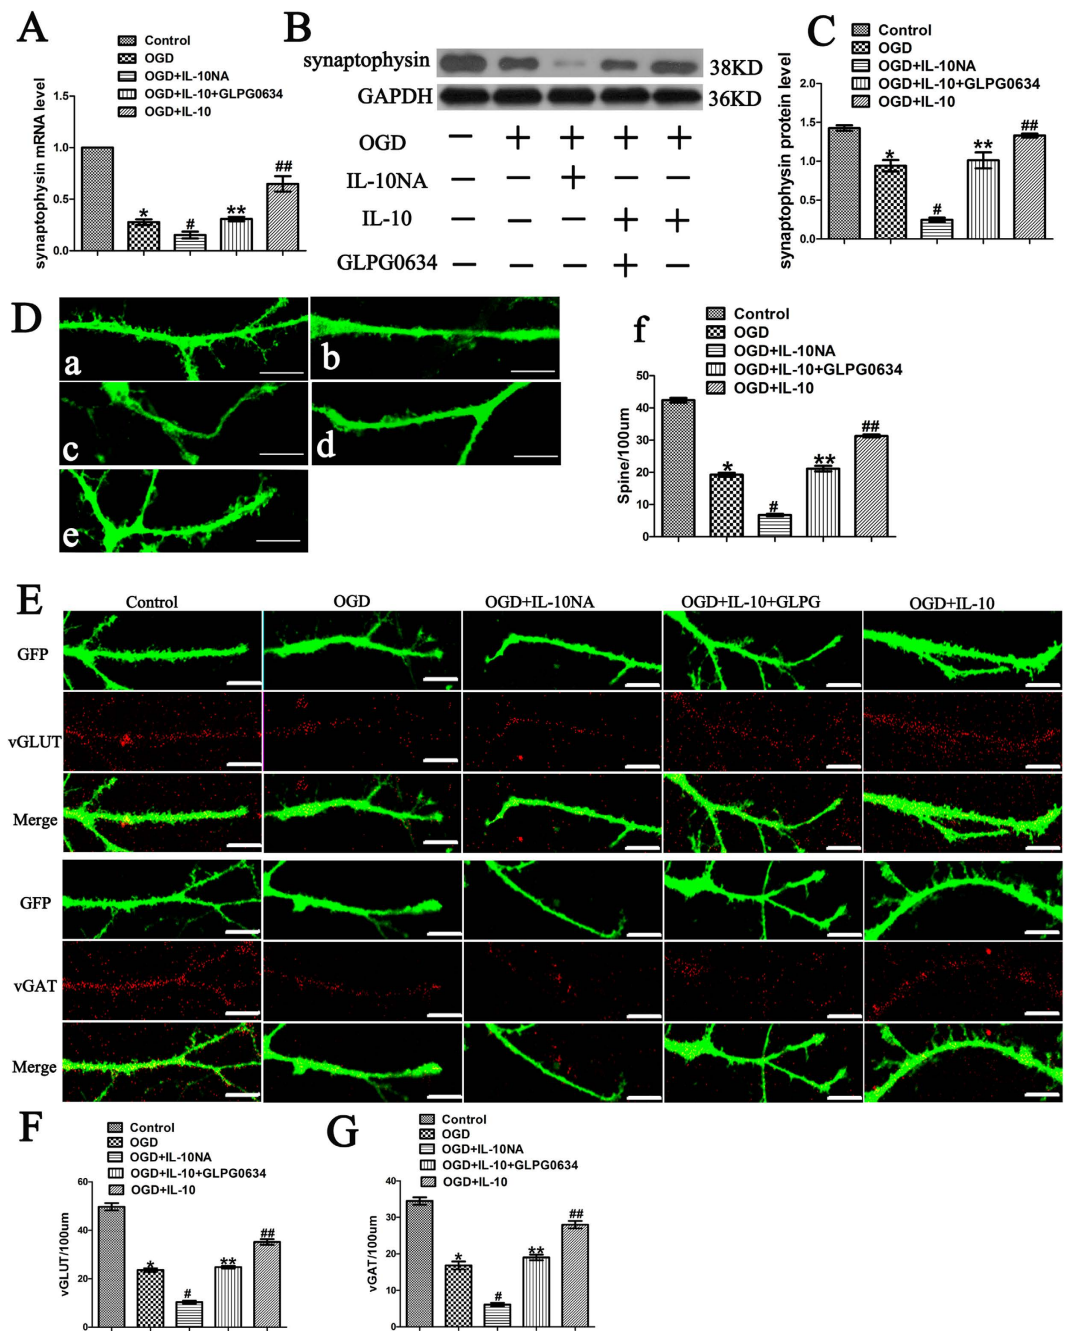 A
Control
OGD
OGD+IL-10NA
OGD+IL-10+GLPG0634
OGD+IL-10
synaptophysin mRNA level
1.5
1.0
0.5
0.0
*
#
**
##
B
synaptophysin
38KD
GAPDH
36KD
OGD − + + + +
IL-10NA − − + − −
IL-10 − − − + +
GLPG0634 − − − + −
C
Control
OGD
OGD+IL-10NA
OGD+IL-10+GLPG0634
OGD+IL-10
synaptophysin protein level
2.0
1.5
1.0
0.5
0.0
*
#
**
##
D
a
b
c
d
e
f
Control
OGD
OGD+IL-10NA
OGD+IL-10+GLPG0634
OGD+IL-10
Spine/100um
50
40
30
20
10
0
*
#
**
##
E
Control OGD OGD+IL-10NA OGD+IL-10+GLPG OGD+IL-10
GFP
vGLUT
Merge
GFP
vGAT
Merge
F
Control
OGD
OGD+IL-10NA
OGD+IL-10+GLPG0634
OGD+IL-10
vGLUT/100um
60
40
20
0
*
#
**
##
G
Control
OGD
OGD+IL-10NA
OGD+IL-10+GLPG0634
OGD+IL-10
vGAT/100um
40
30
20
10
0
*
#
**
##